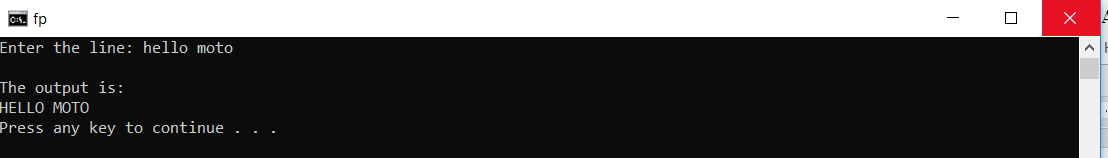 fp
Enter the line: hello moto
The output is:
HELLO MOTO
Press any key to continue . . .